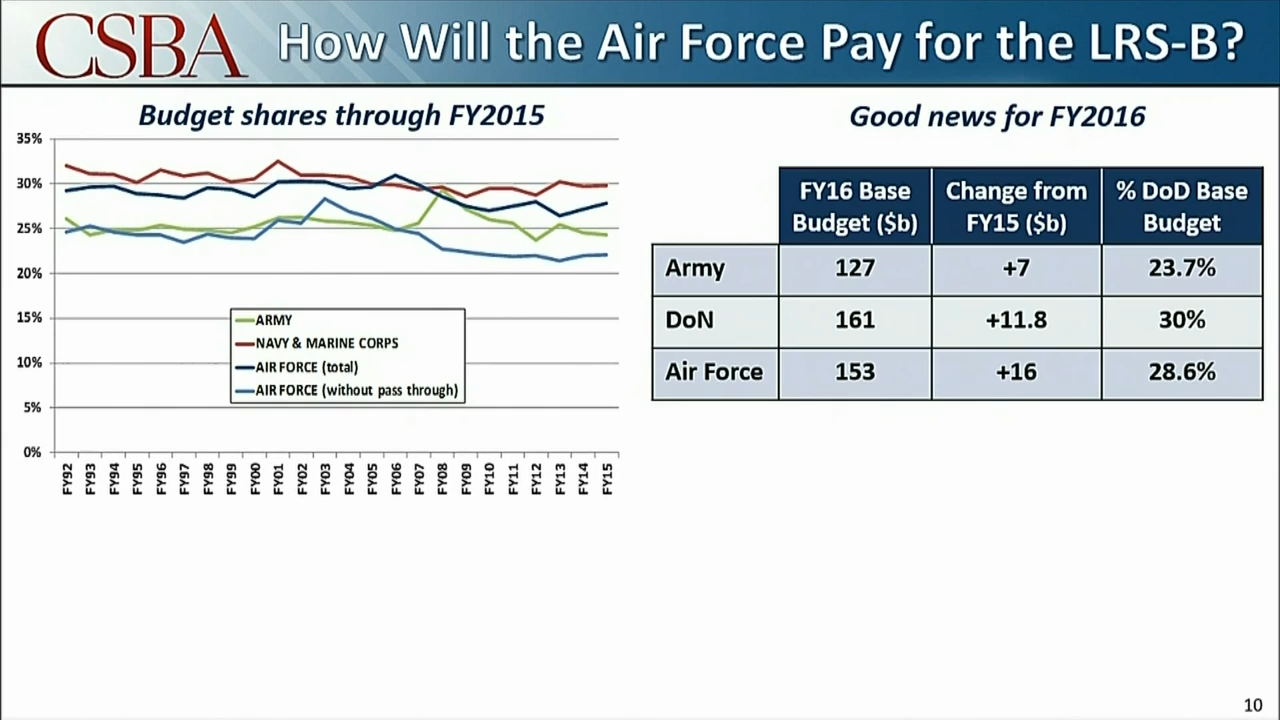 CSBA How Will the Air Force Pay for the LRS-B?
Budget shares through FY2015
35%
30%
25%
20%
15%
10%
5%
0%
ARMY
NAVY & MARINE CORPS
AIR FORCE (total)
AIR FORCE (without pass through)
FY92 FY93 FY94 FY95 FY96 FY97 FY98 FY99 FY00 FY01 FY02 FY03 FY04 FY05 FY06 FY07 FY08 FY09 FY10 FY11 FY12 FY13 FY14 FY15
Good news for FY2016
FY16 Base Change from % DoD Base
Budget ($b) FY15 ($b) Budget
Army 127 +7 23.7%
DoN 161 +11.8 30%
Air Force 153 +16 28.6%
10